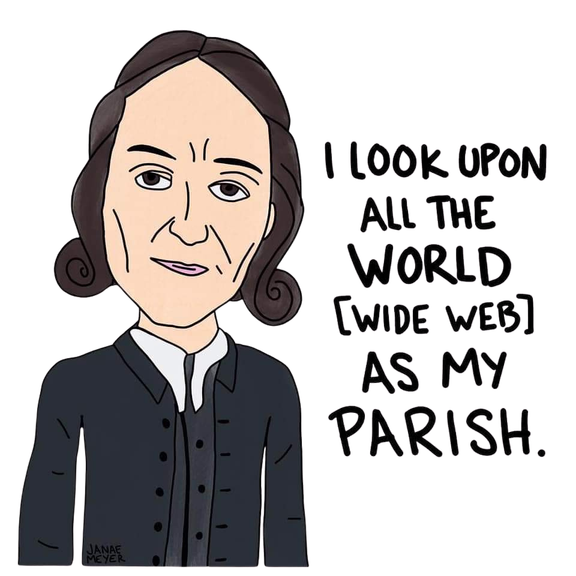 I LOOK UPON
ALL THE
WORLD
[WIDE WEB]
AS MY
PARISH.
JANAE
MEYER